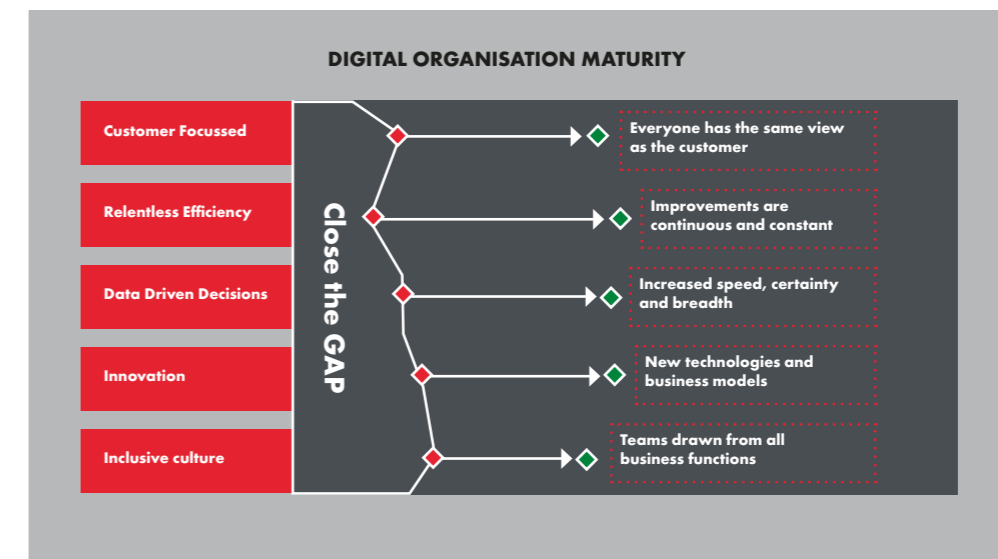 DIGITAL ORGANISATION MATURITY
Customer Focussed
Everyone has the same view
as the customer
Relentless Efficiency
Improvements are
continuous and constant
Close the GAP
Data Driven Decisions
Increased speed, certainty
and breadth
Innovation
New technologies and
business models
Inclusive culture
Teams drawn from all
business functions